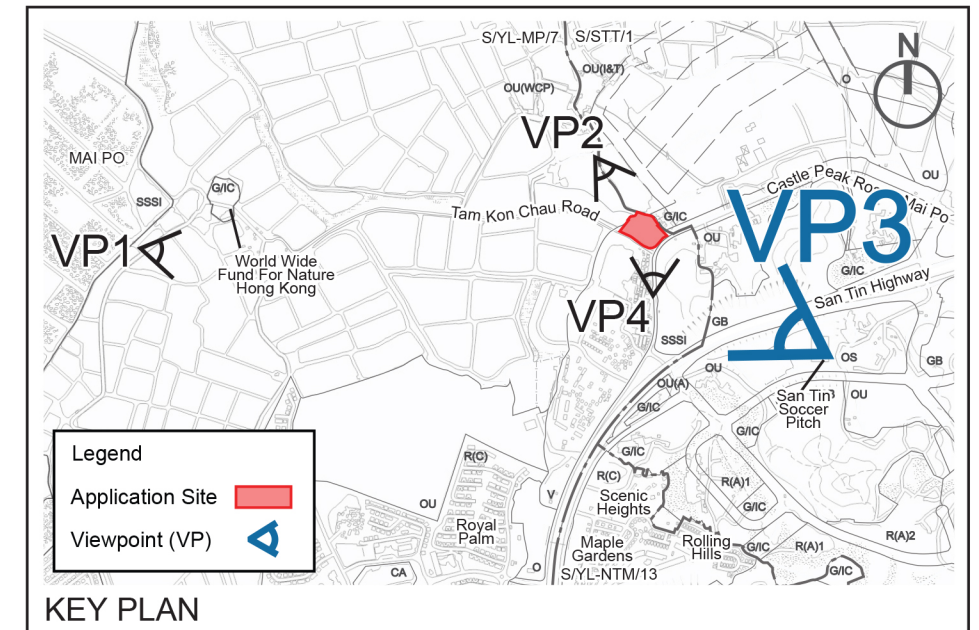 S/YL-MP/7
S/STT/1
N
OU(I&T)
OU(WCP)
O
VP2
MAI PO
G/IC
SSSI
OU
Castle Peak Road Mai Po
Tam Kon Chau Road
G/IC
VP3
OU
VP1
World Wide
Fund For Nature
Hong Kong
G/IC
San Tin Highway
VP4
GB
SSSI
OU
OS
GB
OU(A)
San Tin
Soccer
Pitch
OU
G/IC
G/IC
Legend
Application Site
Viewpoint (VP)
R(C)
G/IC
R(C)
R(A)1
OU
V
Scenic
Heights
G/IC
Royal
Palm
Maple
Gardens
Rolling
Hills
G/IC
R(A)1
R(A)2
CA
O
S/YL-NTM/13
G/IC
KEY PLAN